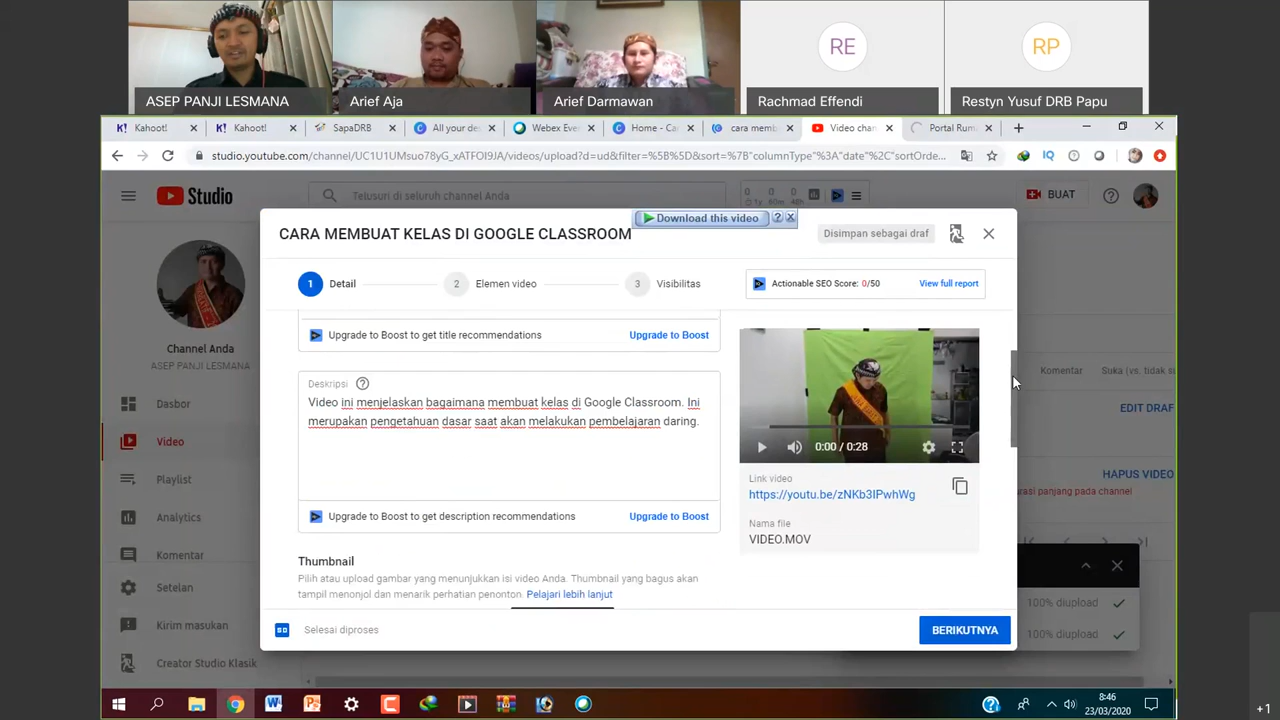 RE
RP
ASEP PANJI LESMANA
Arief Aja
Arief Darmawan
Rachmad Effendi
Restyn Yusuf DRB Papu
K! Kahoot!
K! Kahoot!
SapaDRB
All your de
Webex Eve
Home - Ca
cara memb
Video chan
Portal Rum
studio.youtube.com/channel/UC1U1UMsuo78yG_xATFOI9JA/videos/upload?d=ud&filter=%5B%5D&sort=%7B"columnType"%3A"date"%2C"sortOrde...
IQ
Studio
Telusuri di seluruh channel Anda
BUAT
Download this video
CARA MEMBUAT KELAS DI GOOGLE CLASSROOM
Disimpan sebagai draf
1 Detail
2 Elemen video
3 Visibilitas
Actionable SEO Score: 0/50
View full report
Upgrade to Boost to get title recommendations
Upgrade to Boost
Deskripsi
Video ini menjelaskan bagaimana membuat kelas di Google Classroom. Ini
merupakan pengetahuan dasar saat akan melakukan pembelajaran daring.
Upgrade to Boost to get description recommendations
Upgrade to Boost
Thumbnail
Pilih atau upload gambar yang menunjukkan isi video Anda. Thumbnail yang bagus akan
tampil menonjol dan menarik perhatian penonton. Pelajari lebih lanjut
0:00 / 0:28
Link video
https://youtu.be/zNKb3IPwhWg
Nama file
VIDEO.MOV
Selesai diproses
BERIKUTNYA
Channel Anda
ASEP PANJI LESMANA
Dasbor
Video
Playlist
Analytics
Komentar
Setelan
Kirim masukan
Creator Studio Klasik
Komentar
Suka (vs. tidak su
EDIT DRAF
HAPUS VIDEO
urasi panjang pada channel
100% diupload
100% diupload
8:46
23/03/2020
+1